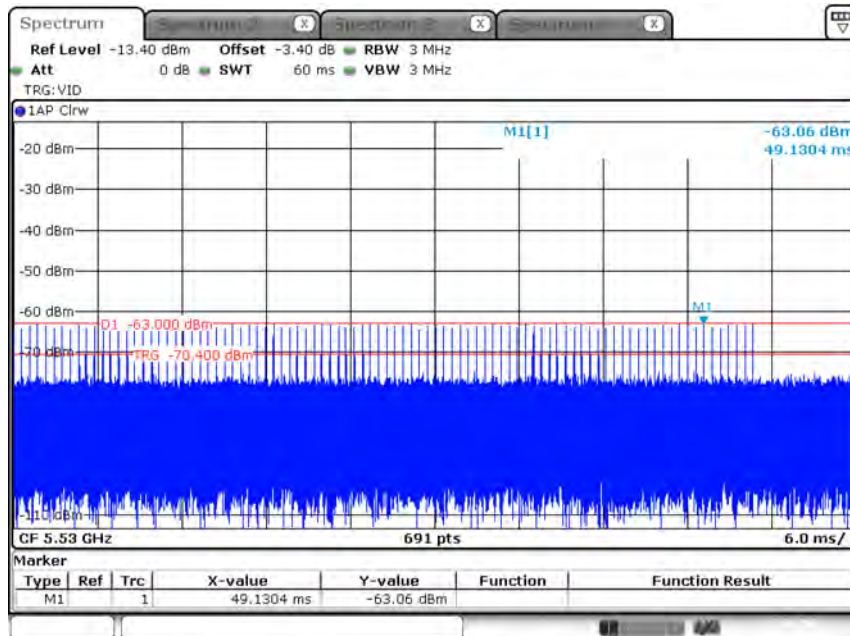 Spectrum
Spectrum 2 X
Spectrum 3 X
X
Ref Level -13.40 dBm Offset -3.40 dB RBW 3 MHz
Att 0 dB SWT 60 ms VBW 3 MHz
TRG:VID
1AP Clrw
M1[1] -63.06 dBm
49.1304 ms
-20 dBm
-30 dBm
-40 dBm
-50 dBm
-60 dBm
M1
D1 -63.000 dBm
-70 dBm
TRG -70.400 dBm
-110 dBm
CF 5.53 GHz 691 pts 6.0 ms/
Marker
Type Ref Trc X-value Y-value Function Function Result
M1 1 49.1304 ms -63.06 dBm